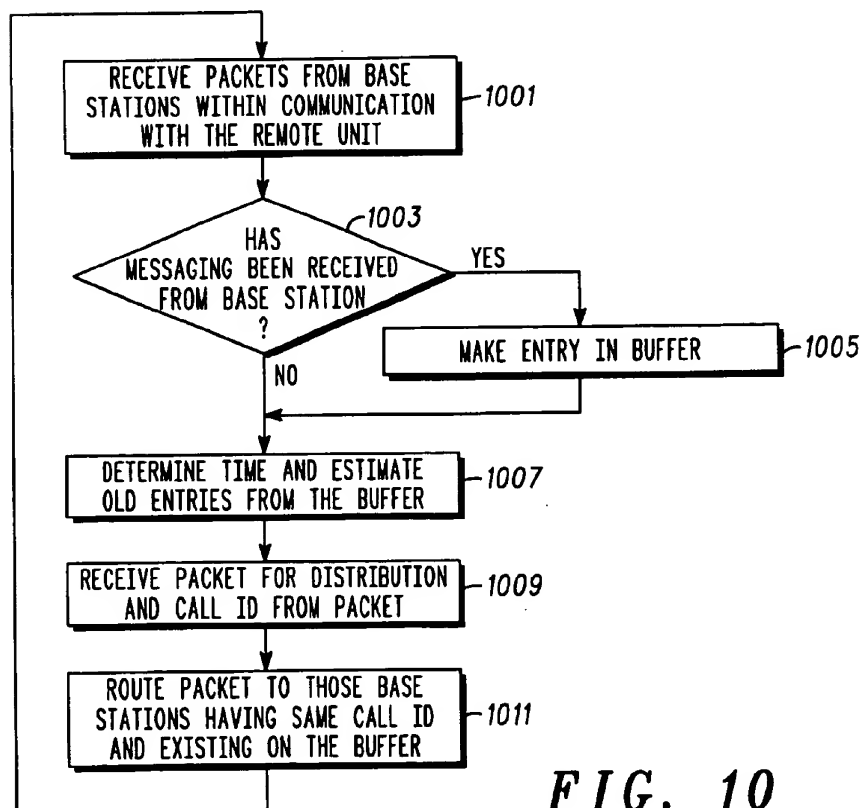 RECEIVE PACKETS FROM BASE
STATIONS WITHIN COMMUNICATION
WITH THE REMOTE UNIT
1001
1003
HAS
MESSAGING BEEN RECEIVED
FROM BASE STATION
?
YES
MAKE ENTRY IN BUFFER
1005
NO
DETERMINE TIME AND ESTIMATE
OLD ENTRIES FROM THE BUFFER
1007
RECEIVE PACKET FOR DISTRIBUTION
AND CALL ID FROM PACKET
1009
ROUTE PACKET TO THOSE BASE
STATIONS HAVING SAME CALL ID
AND EXISTING ON THE BUFFER
1011
FIG. 10